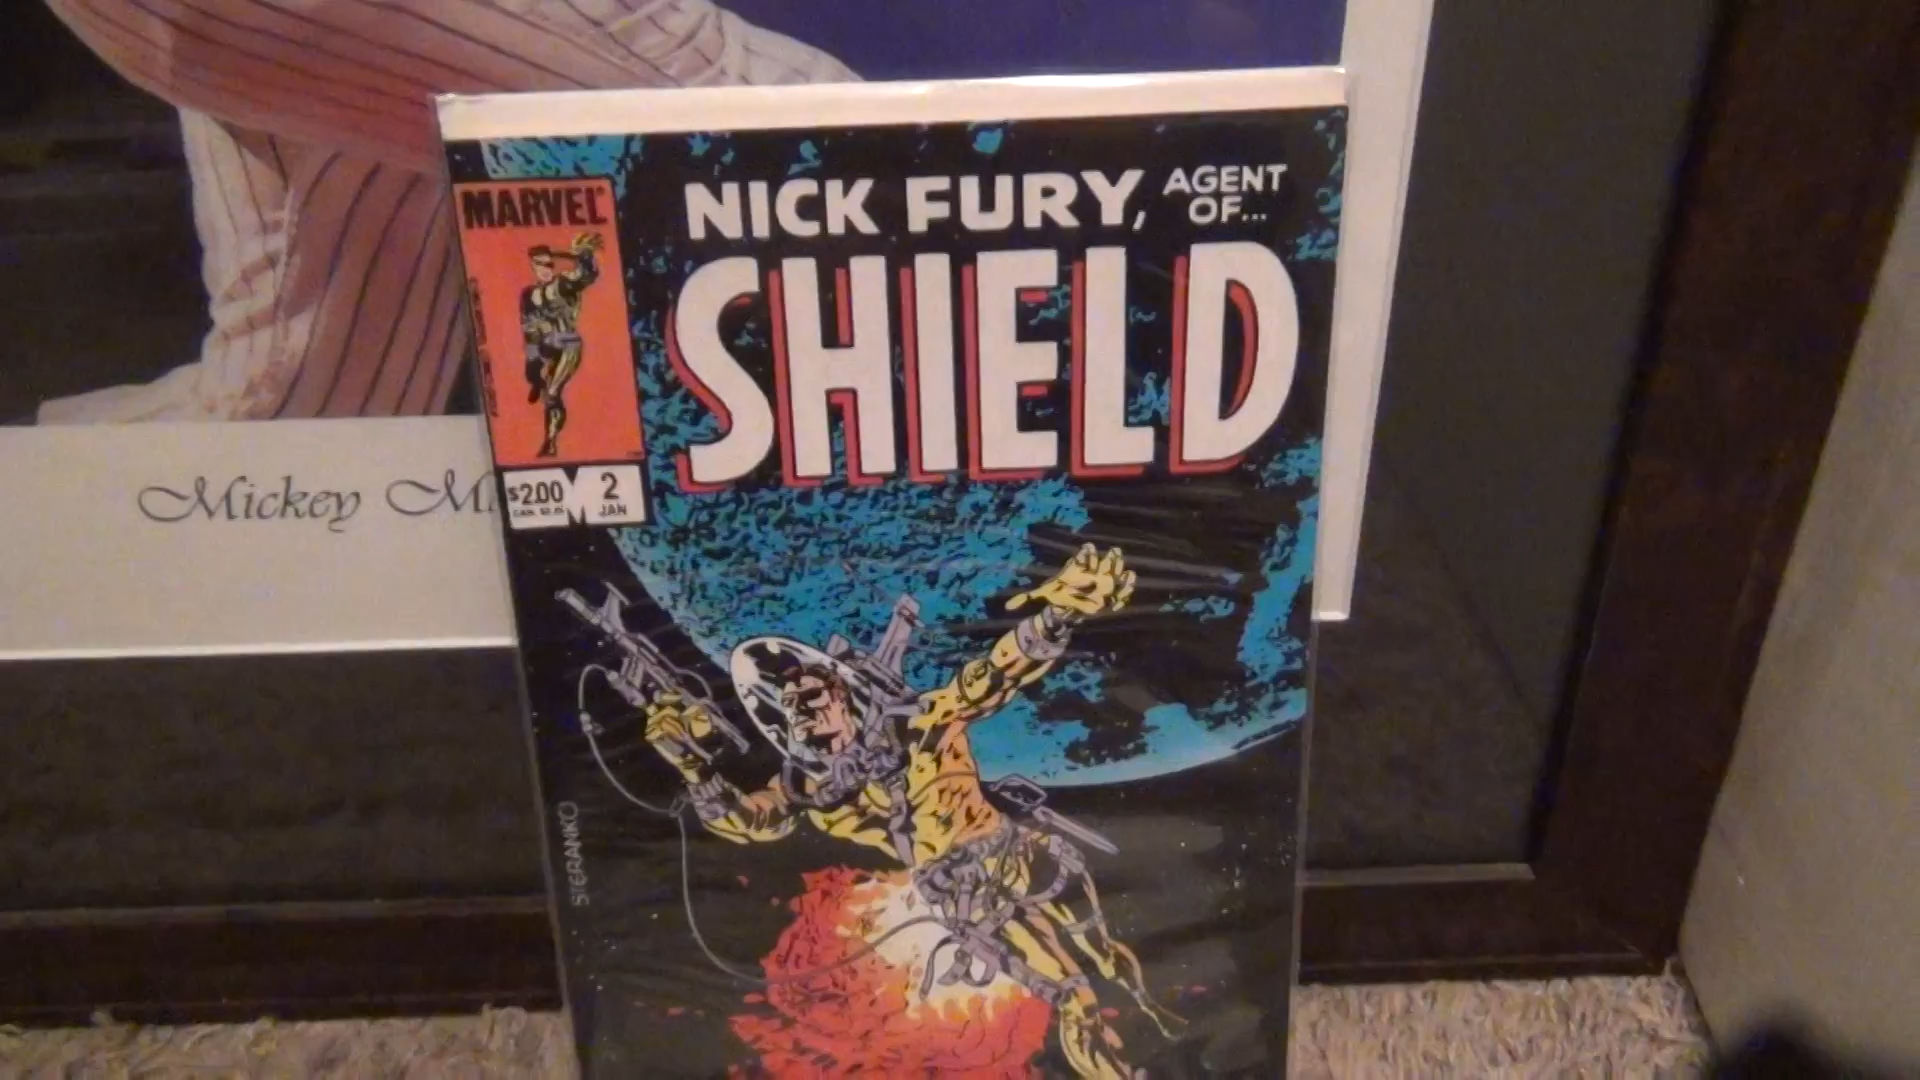 MARVEL
NICK FURY, AGENT
OF...
SHIELD
$2.00
2
JAN
Mickey
STERANKO